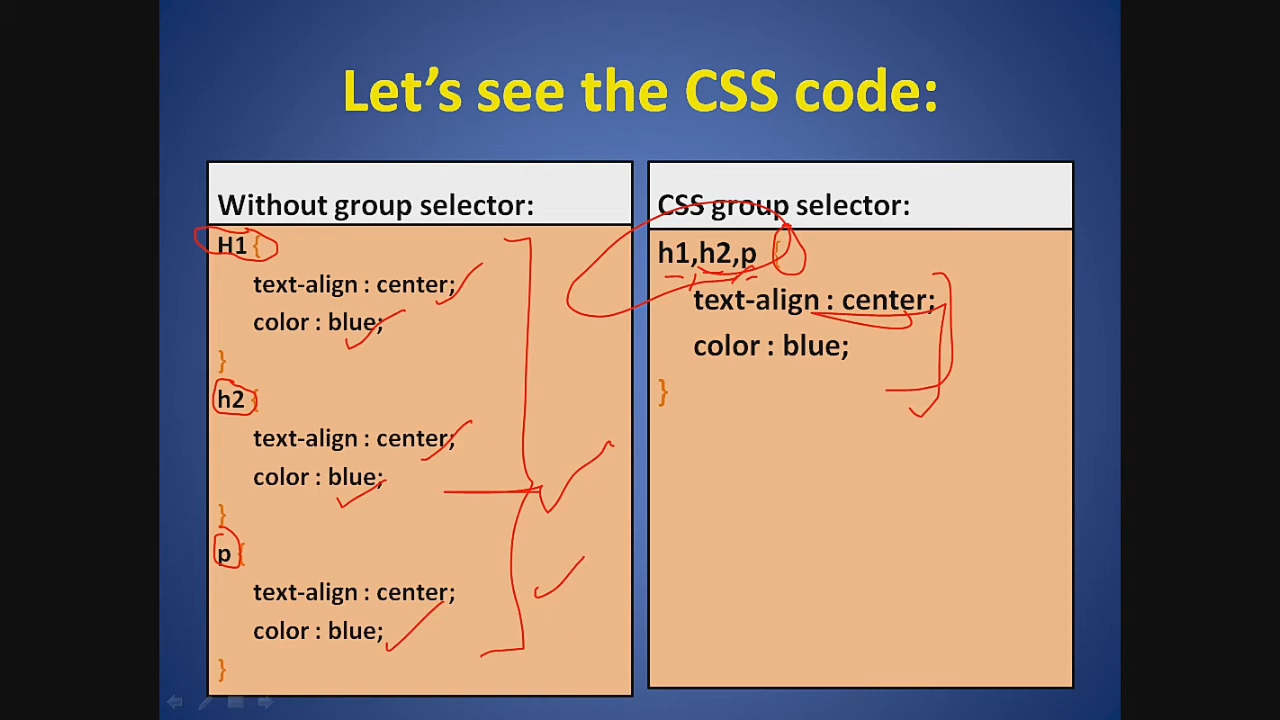 Let's see the CSS code:
Without group selector:
H1 {
text-align : center;
color : blue;
}
h2 {
text-align : center;
color : blue;
}
p {
text-align : center;
color : blue;
}
CSS group selector:
h1,h2,p {
text-align : center;
color : blue;
}